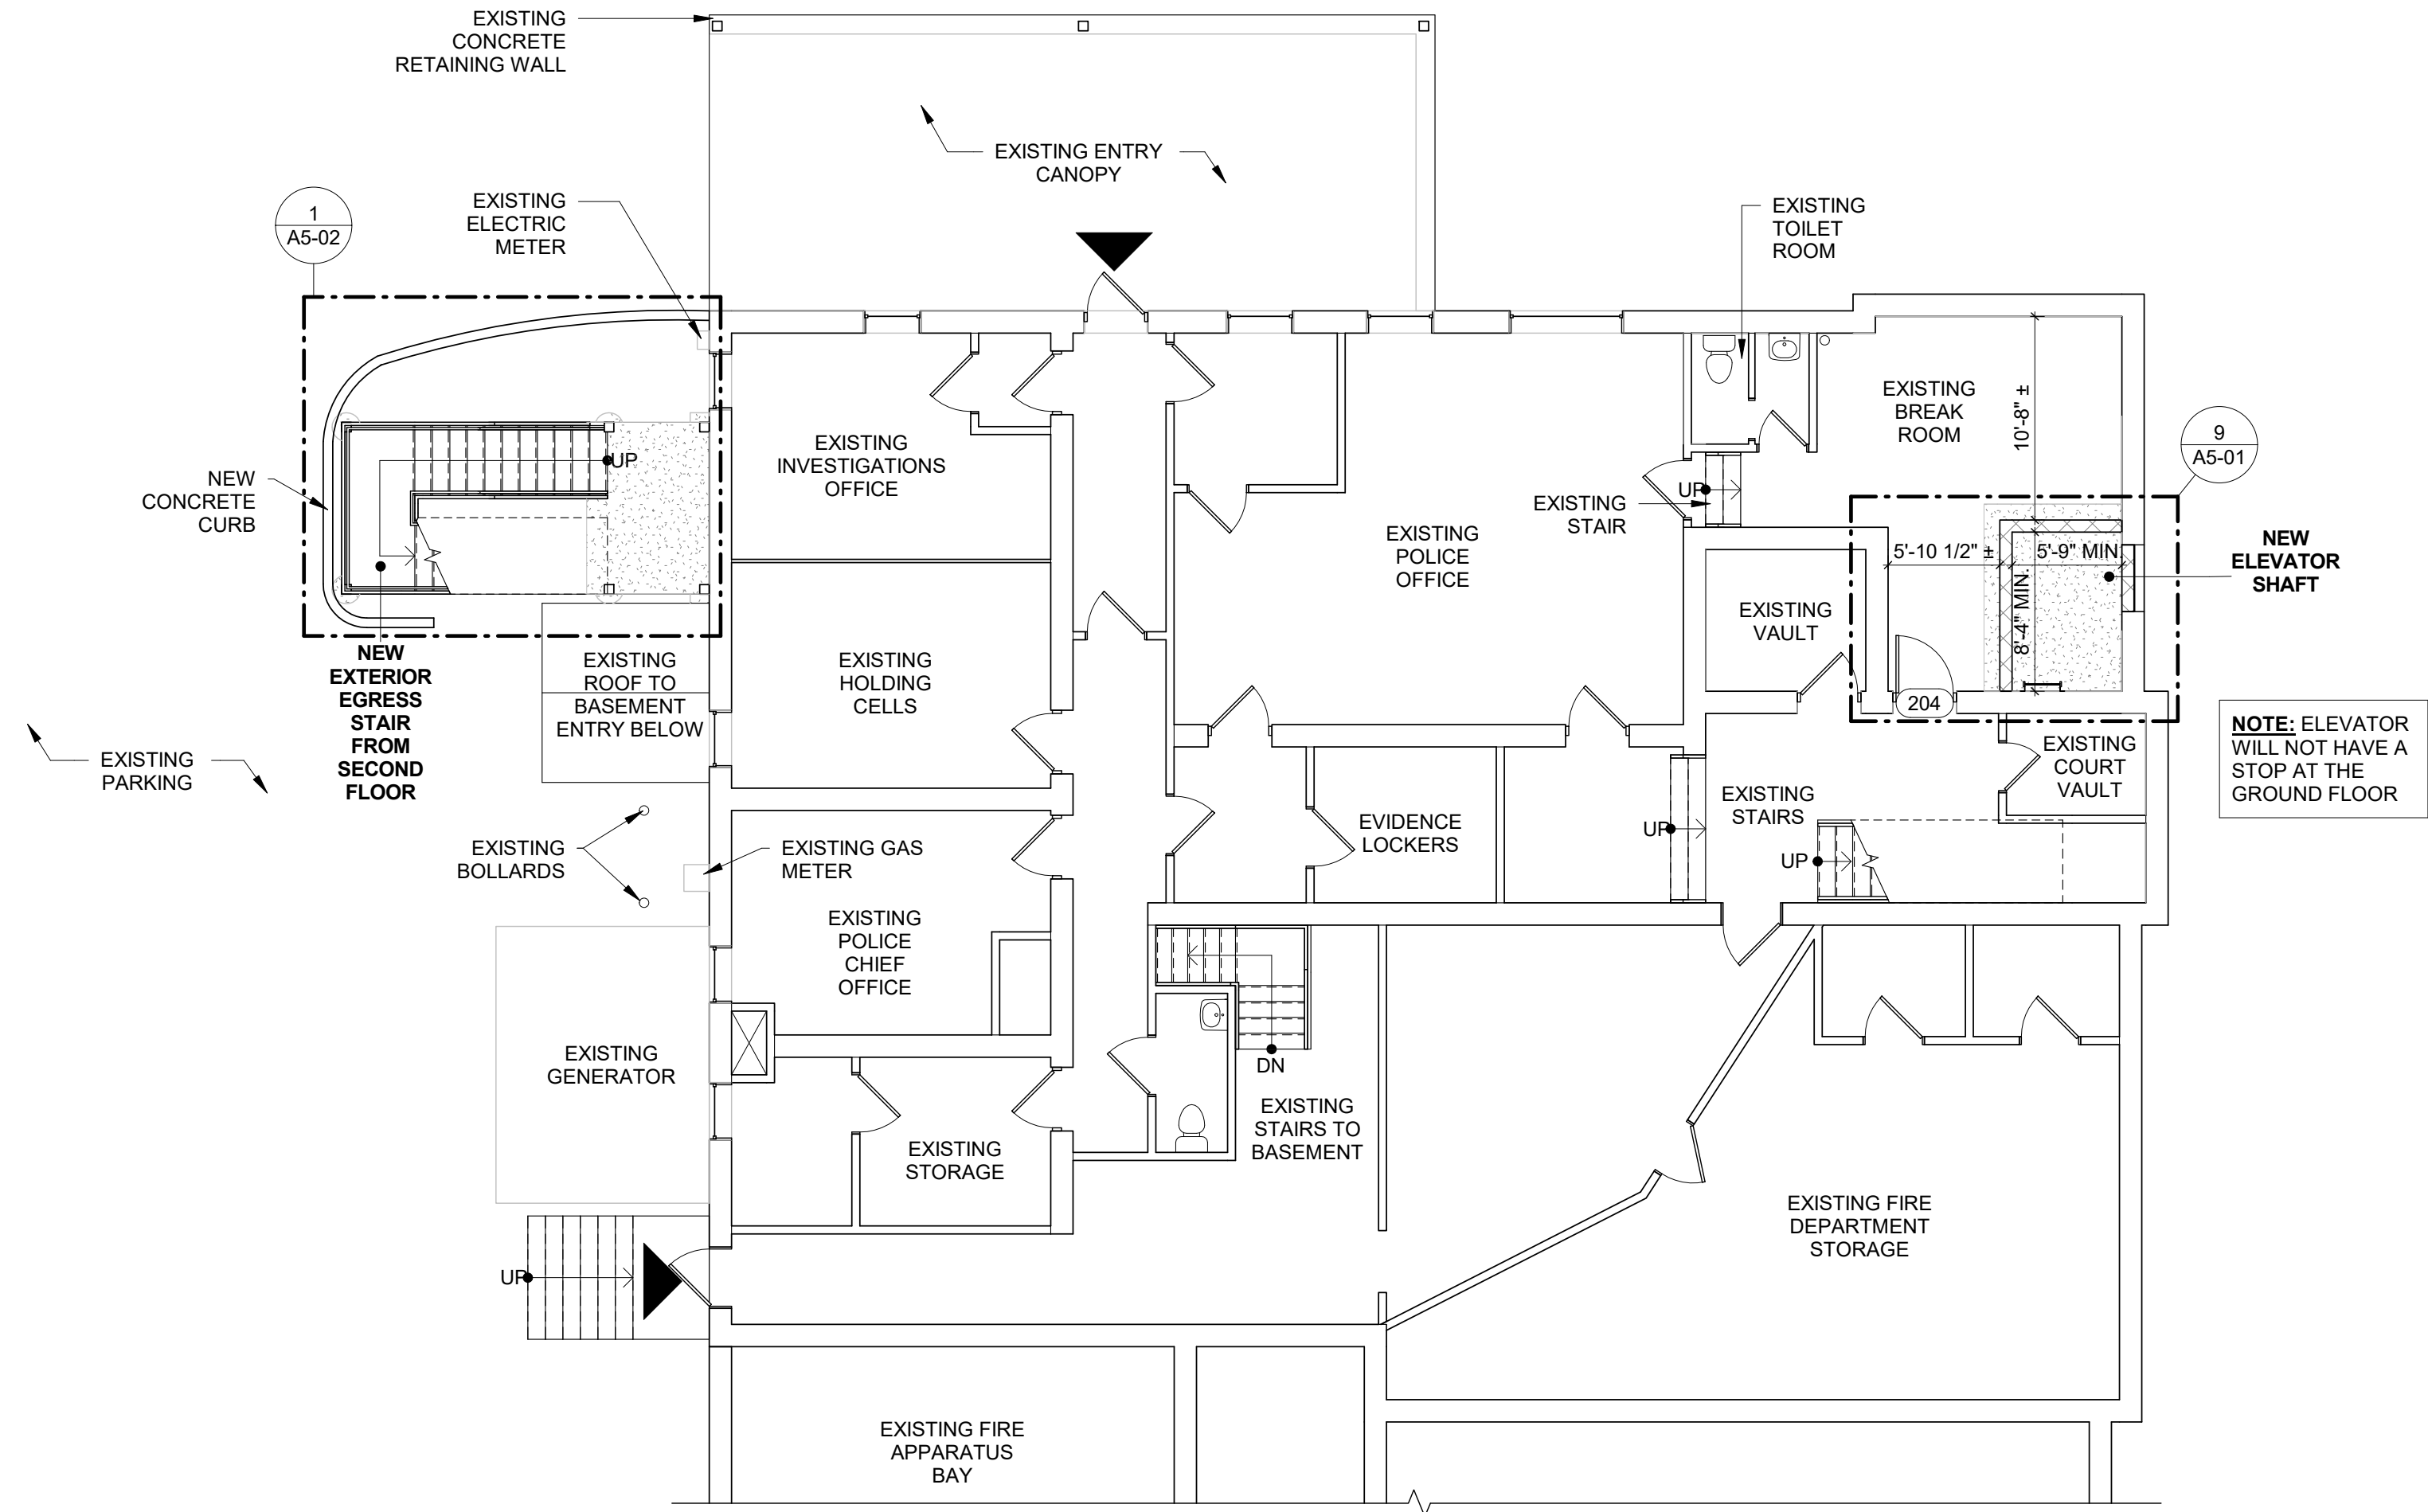 EXISTING
CONCRETE
RETAINING WALL
EXISTING ENTRY
CANOPY
1
A5-02
EXISTING
ELECTRIC
METER
EXISTING
TOILET
ROOM
EXISTING
BREAK
ROOM
10'-8" ±
9
A5-01
NEW
CONCRETE
CURB
UP
EXISTING
INVESTIGATIONS
OFFICE
EXISTING
POLICE
OFFICE
EXISTING
STAIR
UP
5'-10 1/2" ±
5'-9" MIN.
8'-4" MIN.
NEW
ELEVATOR
SHAFT
EXISTING
VAULT
204
NEW
EXTERIOR
EGRESS
STAIR
FROM
SECOND
FLOOR
EXISTING
ROOF TO
BASEMENT
ENTRY BELOW
EXISTING
HOLDING
CELLS
NOTE: ELEVATOR
WILL NOT HAVE A
STOP AT THE
GROUND FLOOR
EXISTING
PARKING
EXISTING
COURT
VAULT
EXISTING
STAIRS
UP
UP
EXISTING
BOLLARDS
EXISTING GAS
METER
EVIDENCE
LOCKERS
EXISTING
POLICE
CHIEF
OFFICE
EXISTING
GENERATOR
DN
EXISTING
STAIRS TO
BASEMENT
EXISTING
STORAGE
EXISTING FIRE
DEPARTMENT
STORAGE
UP
EXISTING FIRE
APPARATUS
BAY